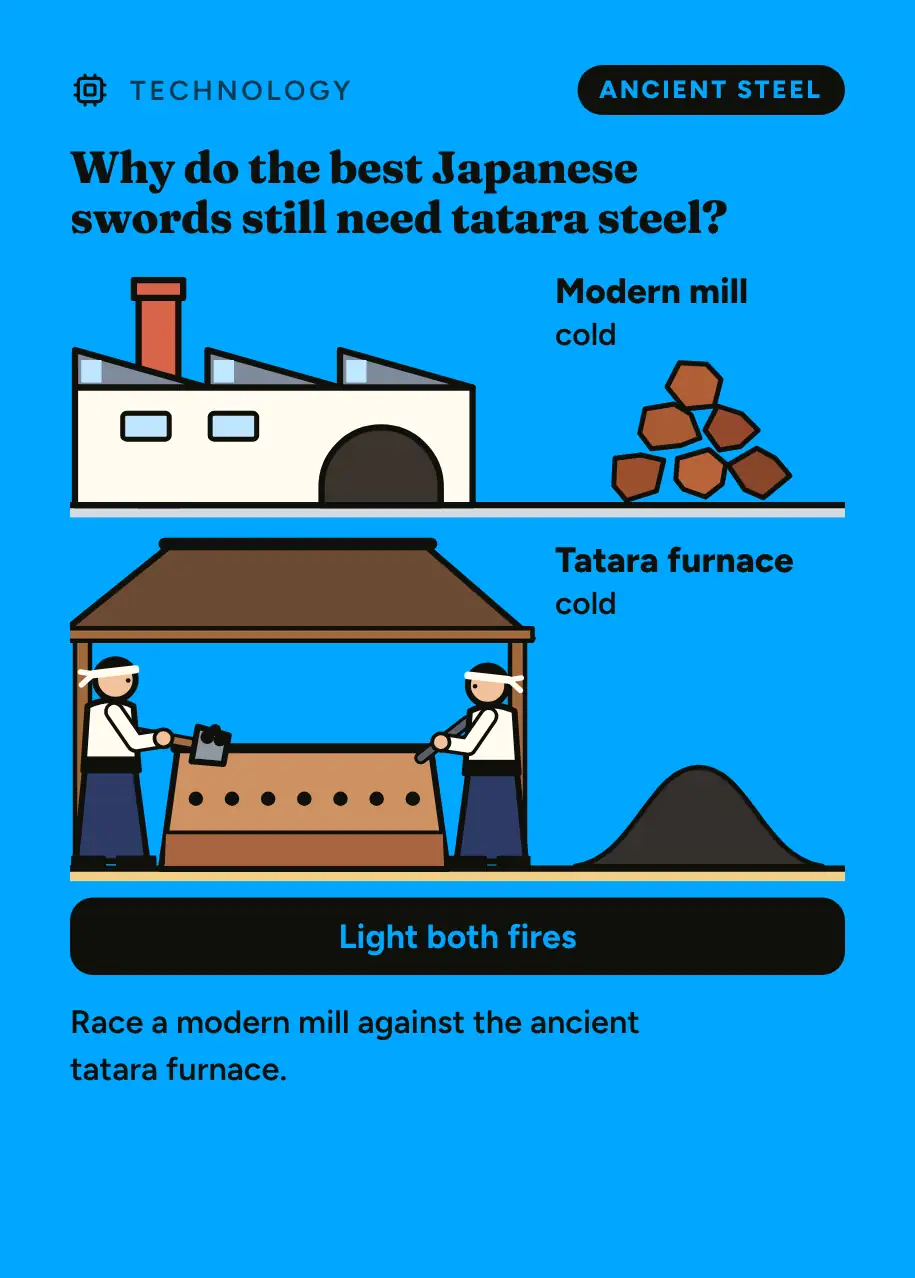 TECHNOLOGY
ANCIENT STEEL
Why do the best Japanese
swords still need tatara steel?
Modern mill
cold
Tatara furnace
cold
Light both fires
Race a modern mill against the ancient
tatara furnace.